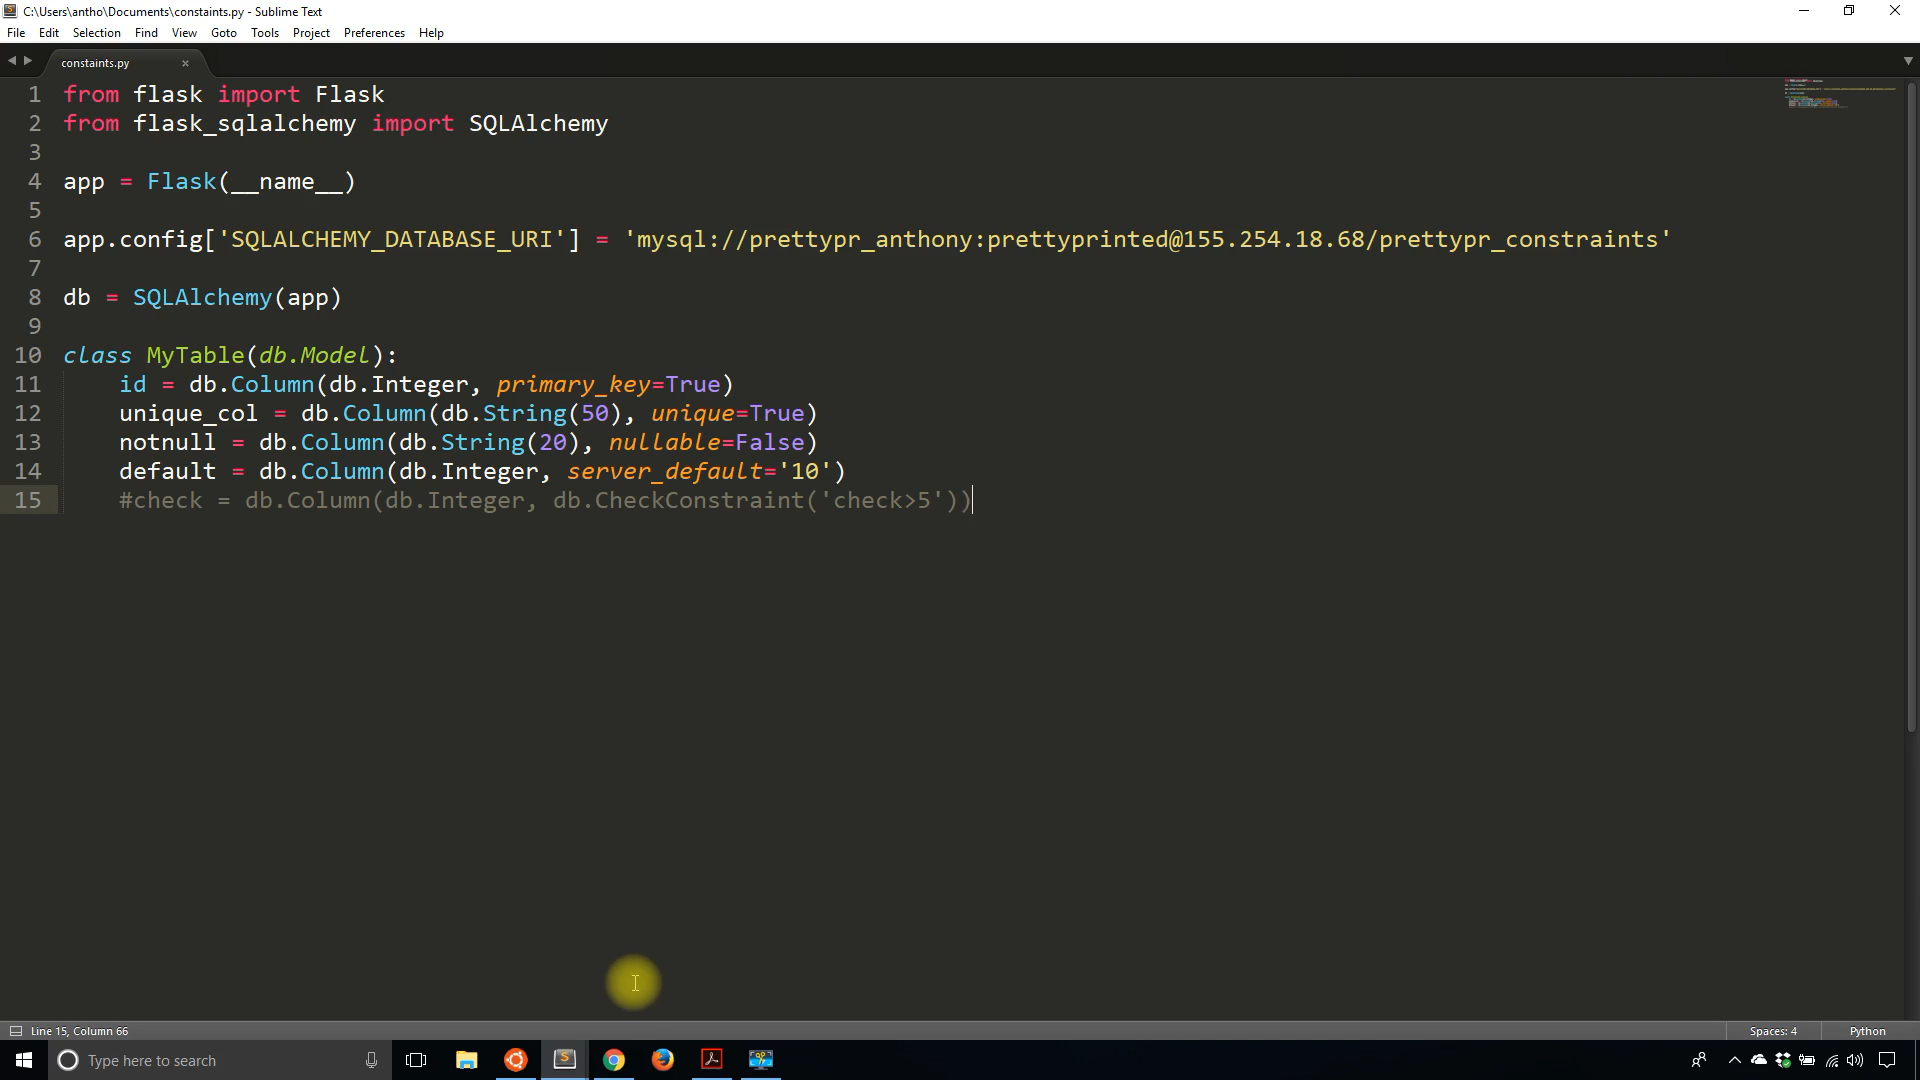 C:\Users\antho\Documents\constaints.py - Sublime Text
File Edit Selection Find View Goto Tools Project Preferences Help
constaints.py
1 from flask import Flask
2 from flask_sqlalchemy import SQLAlchemy
3
4 app = Flask(__name__)
5
6 app.config['SQLALCHEMY_DATABASE_URI'] = 'mysql://prettypr_anthony:prettyprinted@155.254.18.68/prettypr_constraints'
7
8 db = SQLAlchemy(app)
9
10 class MyTable(db.Model):
11     id = db.Column(db.Integer, primary_key=True)
12     unique_col = db.Column(db.String(50), unique=True)
13     notnull = db.Column(db.String(20), nullable=False)
14     default = db.Column(db.Integer, server_default='10')
15     #check = db.Column(db.Integer, db.CheckConstraint('check>5'))
Line 15, Column 66 Spaces: 4 Python
Type here to search